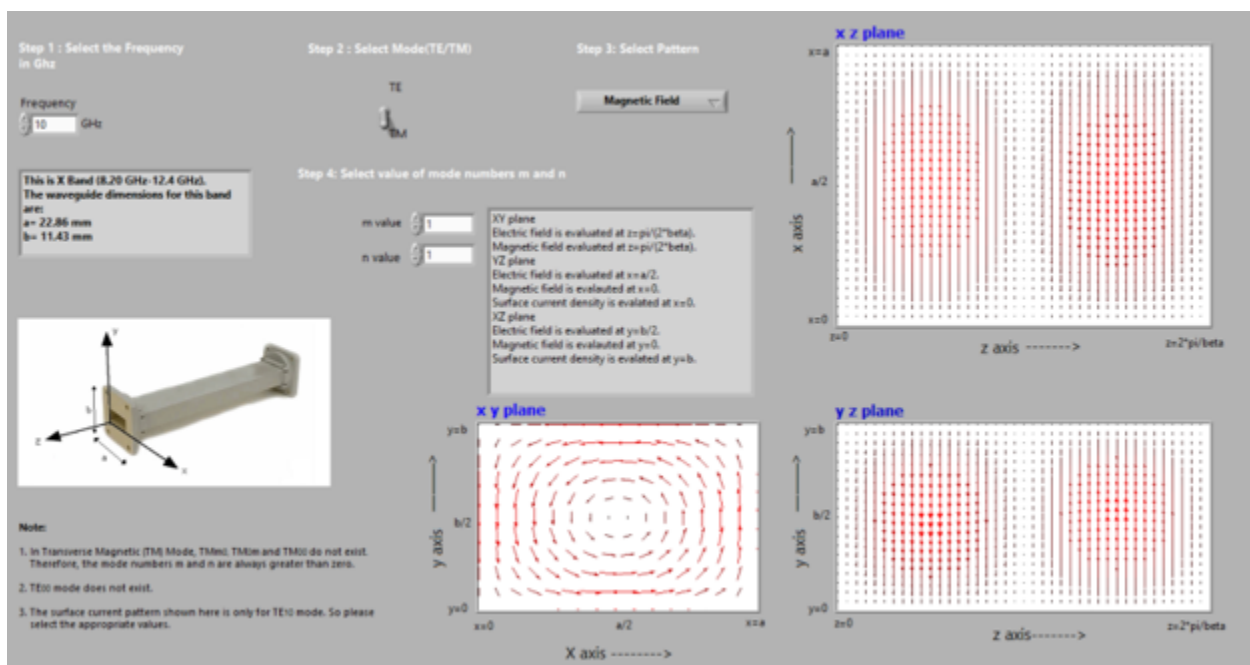 Step 1 : Select the Frequency
in Ghz
Frequency
10 GHz
This is X Band (8.20 GHz-12.4 GHz).
The waveguide dimensions for this band
are:
a= 22.86 mm
b= 11.43 mm
Step 2 : Select Mode(TE/TM)
TE
TM
Step 3: Select Pattern
Magnetic Field
Step 4: Select value of mode numbers m and n
m value 1
n value 1
XY plane
Electric field is evaluated at z=pi/(2*beta).
Magnetic field evaluated at z=pi/(2*beta).
YZ plane
Electric field is evaluated at x=a/2.
Magnetic field is evalauted at x=0.
Surface current density is evalated at x=0.
XZ plane
Electric field is evaluated at y=b/2.
Magnetic field is evalauted at y=0.
Surface current density is evalated at y=b.
y
b
z
a
x
Note:
1. In Transverse Magnetic (TM) Mode, TMm0, TM0n and TM00 do not exist.
Therefore, the mode numbers m and n are always greater than zero.
2. TE00 mode does not exist.
3. The surface current pattern shown here is only for TE10 mode. So please
select the appropriate values.
x z plane
x=a
a/2
x axis ------>
x=0
z=0
z axis ------->
z=2*pi/beta
x y plane
y=b
b/2
y axis ------>
y=0
x=0
a/2
x=a
X axis -------->
y z plane
y=b
b/2
y axis ------>
y=0
z=0
z axis------->
z=2*pi/beta